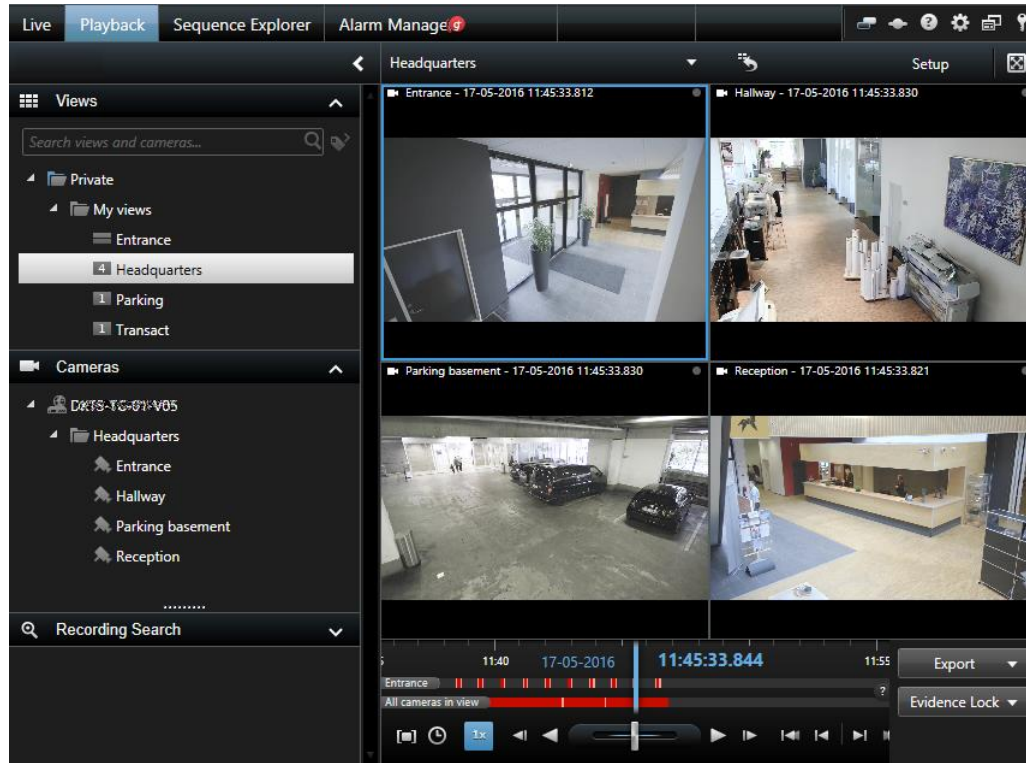 Live Playback Sequence Explorer Alarm Manager 9
Headquarters Setup
Views
Search views and cameras...
Private
My views
Entrance
4 Headquarters
1 Parking
1 Transact
Cameras
Headquarters
Entrance
Hallway
Parking basement
Reception
Recording Search
Entrance - 17-05-2016 11:45:33.812
Hallway - 17-05-2016 11:45:33.830
Parking basement - 17-05-2016 11:45:33.830
Reception - 17-05-2016 11:45:33.821
11:40 17-05-2016 11:45:33.844 11:55
Entrance
All cameras in view
?
1x
Export
Evidence Lock